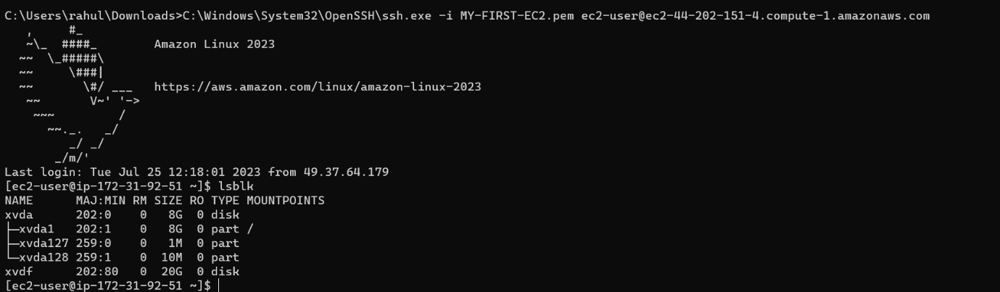 C:\Users\rahul\Downloads>C:\Windows\System32\OpenSSH\ssh.exe -i MY-FIRST-EC2.pem ec2-user@ec2-44-202-151-4.compute-1.amazonaws.com
   ,     #_
   ~\_  ####_        Amazon Linux 2023
  ~~  \_#####\
  ~~     \###|
  ~~       \#/ ___   https://aws.amazon.com/linux/amazon-linux-2023
   ~~       V~' '->
    ~~~         /
      ~~._.   _/
         _/ _/
       _/m/'
Last login: Tue Jul 25 12:18:01 2023 from 49.37.64.179
[ec2-user@ip-172-31-92-51 ~]$ lsblk
NAME      MAJ:MIN RM SIZE RO TYPE MOUNTPOINTS
xvda      202:0    0   8G  0 disk
├─xvda1   202:1    0   8G  0 part /
├─xvda127 259:0    0   1M  0 part
└─xvda128 259:1    0  10M  0 part
xvdf      202:80   0  20G  0 disk
[ec2-user@ip-172-31-92-51 ~]$